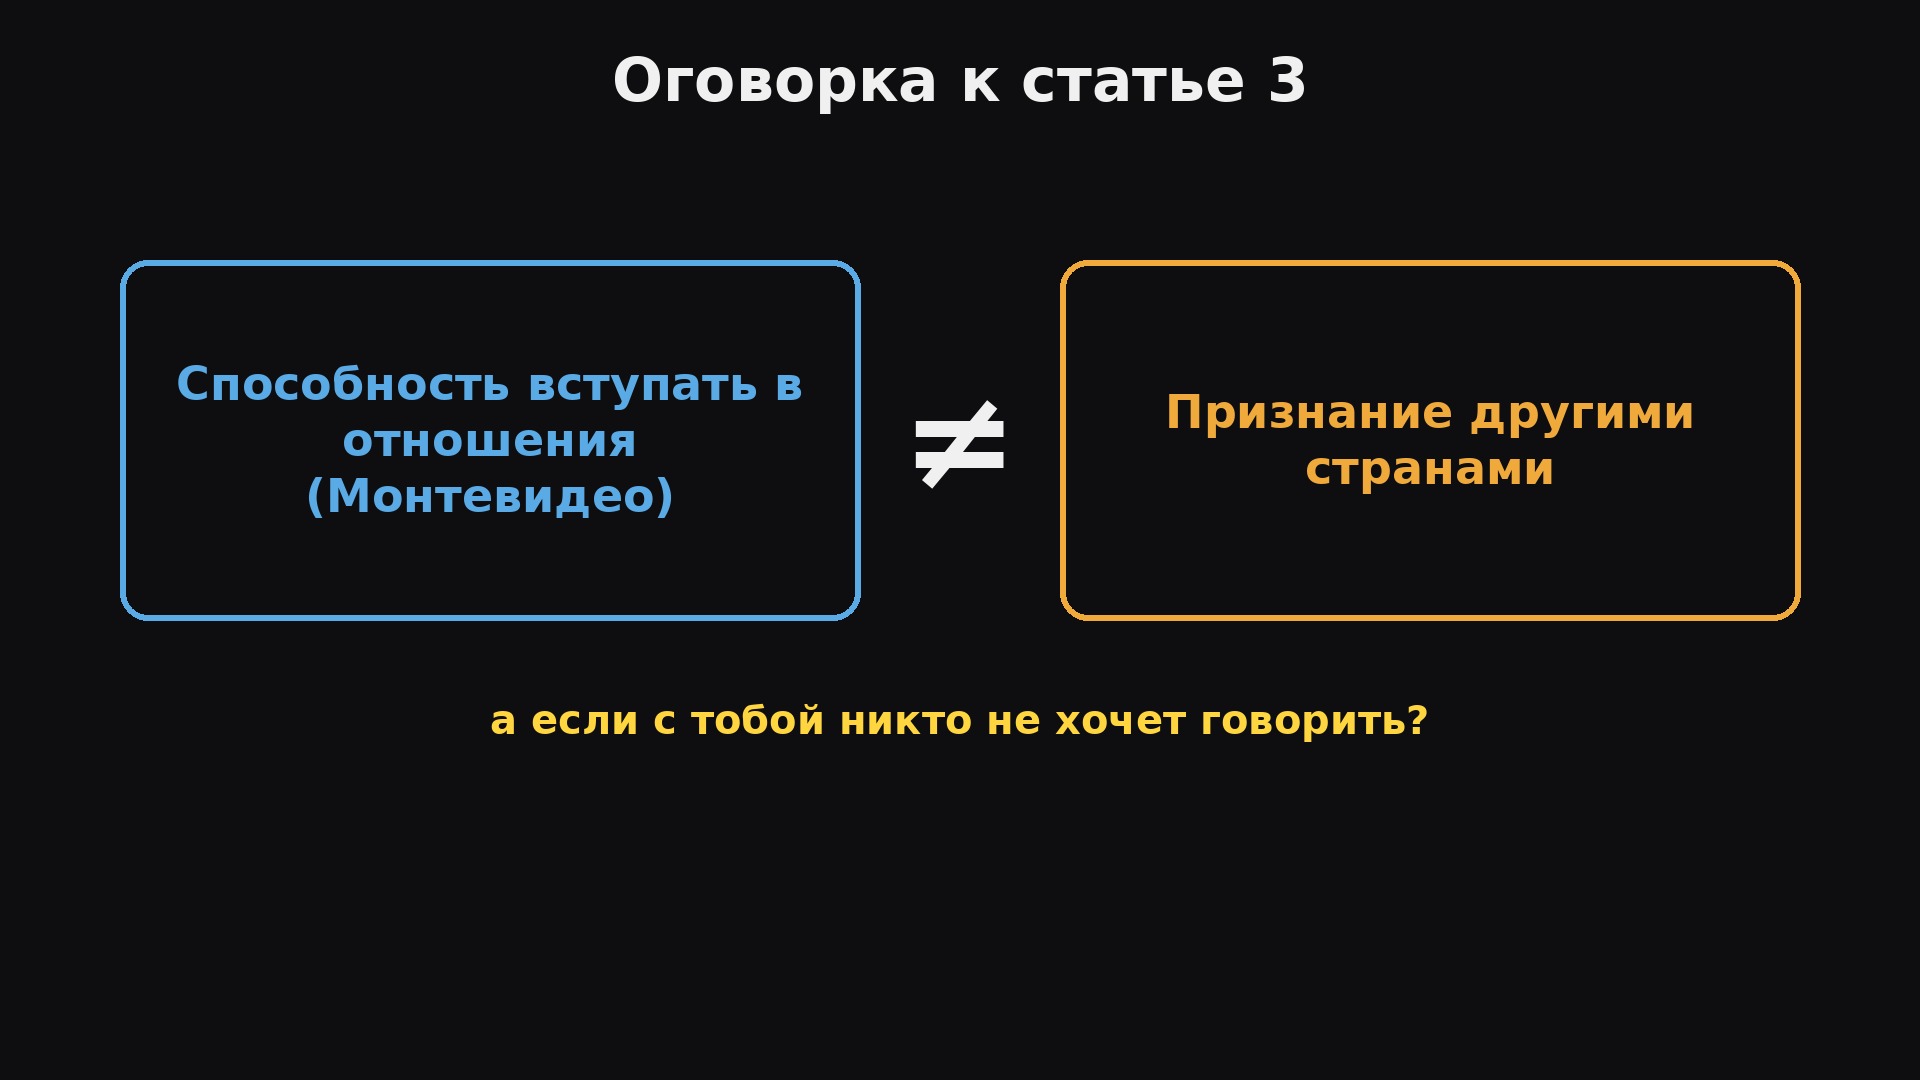 Оговорка к статье 3
Способность вступать в
отношения
(Монтевидео)
≠
Признание другими
странами
а если с тобой никто не хочет говорить?